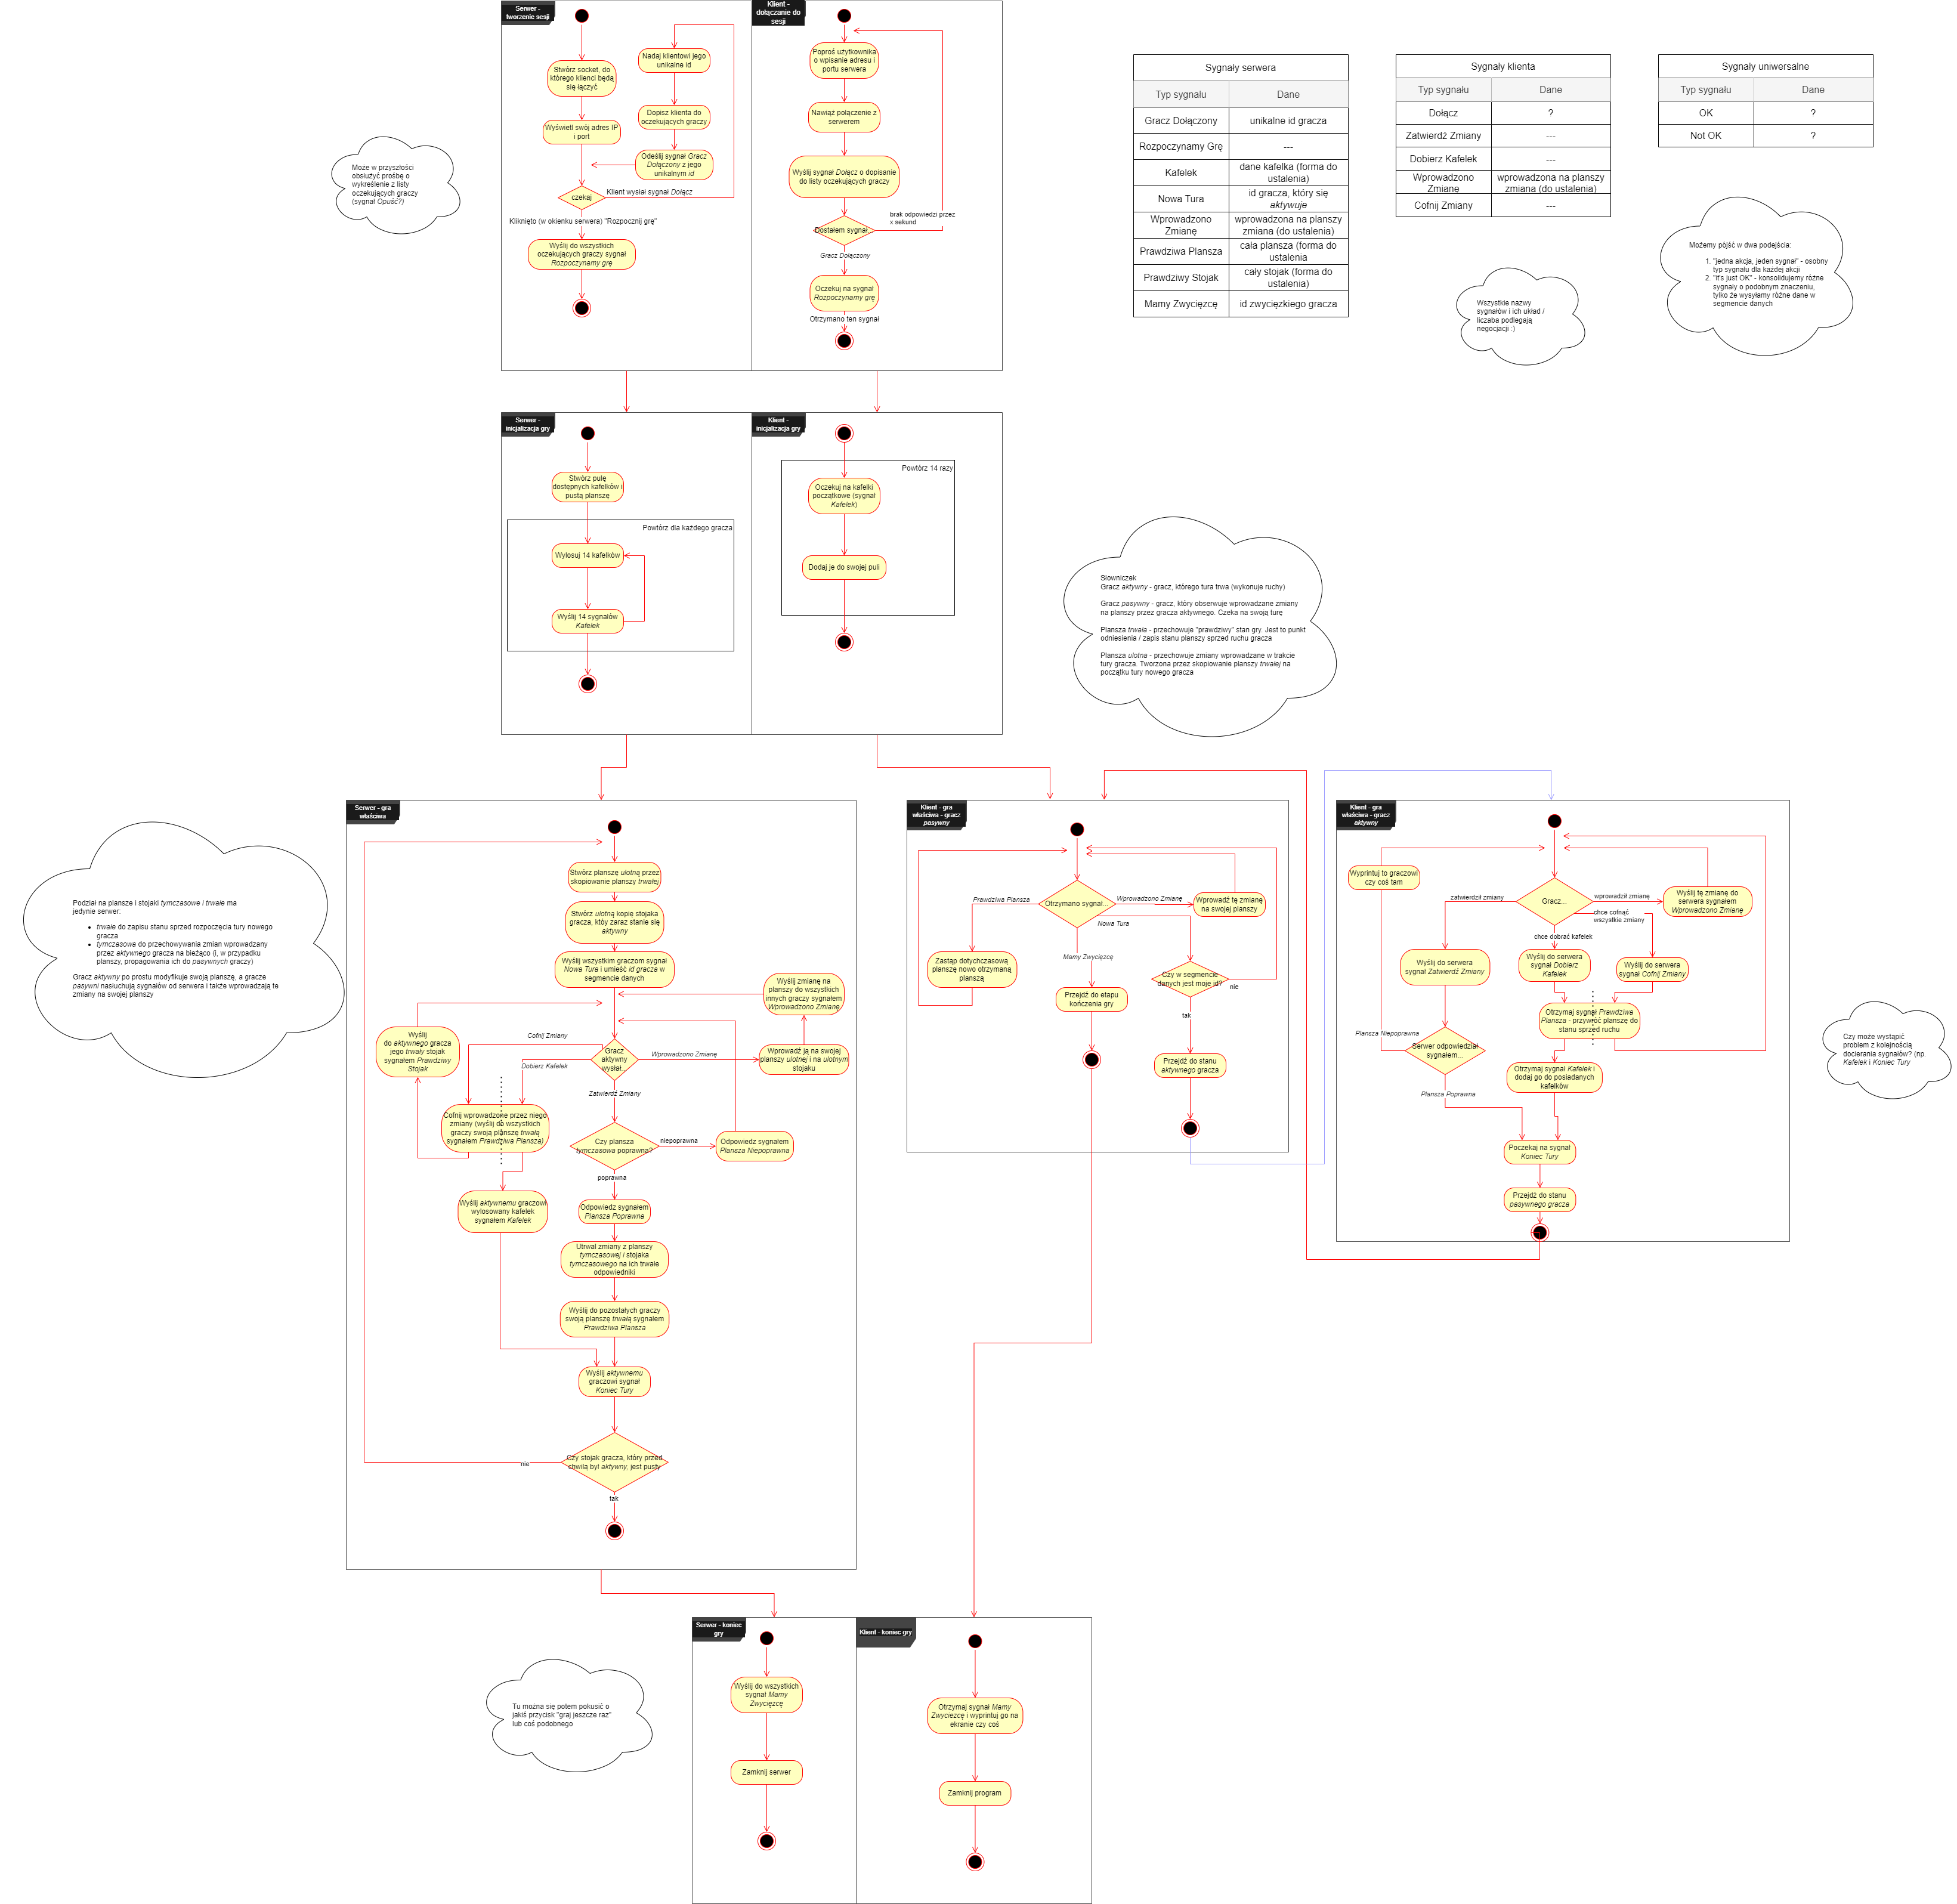 Serwer -
tworzenie sesji
Stwórz socket, do
którego klienci będą
się łączyć
Wyświetl swój adres IP
i port
czekaj
Klient wysłał sygnał Dołącz
Nadaj klientowi jego
unikalne id
Dopisz klienta do
oczekujących graczy
Odeślij sygnał Gracz
Dołączony z jego
unikalnym id
Kliknięto (w okienku serwera) "Rozpocznij grę"
Wyślij do wszystkich
oczekujących graczy sygnał
Rozpoczynamy grę
Klient -
dołączanie do
sesji
Poproś użytkownika
o wpisanie adresu i
portu serwera
Nawiąż połączenie z
serwerem
Wyślij sygnał Dołącz o dopisanie
do listy oczekujących graczy
Dostałem sygnał
brak odpowiedzi przez
x sekund
Gracz Dołączony
Oczekuj na sygnał
Rozpoczynamy grę
Otrzymano ten sygnał
Może w przyszłości
obsłużyć prośbę o
wykreślenie z listy
oczekujących graczy
(sygnał Opuść?)
Sygnały serwera
Typ sygnału
Dane
Gracz Dołączony
unikalne id gracza
Rozpoczynamy Grę
---
Kafelek
dane kafelka (forma do
ustalenia)
Nowa Tura
id gracza, który się
aktywuje
Wprowadzono
Zmianę
wprowadzona na planszy
zmiana (do ustalenia)
Prawdziwa Plansza
cała plansza (forma do
ustalenia
Prawdziwy Stojak
cały stojak (forma do
ustalenia)
Mamy Zwycięzcę
id zwycięzkiego gracza
Sygnały klienta
Typ sygnału
Dane
Dołącz
?
Zatwierdź Zmiany
---
Dobierz Kafelek
---
Wprowadzono
Zmianę
wprowadzona na planszy
zmiana (do ustalenia)
Cofnij Zmiany
---
Sygnały uniwersalne
Typ sygnału
Dane
OK
?
Not OK
?
Możemy pójść w dwa podejścia:
1. "jedna akcja, jeden sygnał" - osobny
typ sygnału dla każdej akcji
2. "it's just OK" - konsolidujemy różne
sygnały o podobnym znaczeniu,
tylko że wysyłamy różne dane w
segmencie danych
Wszystkie nazwy
sygnałów i ich układ /
liczaba podlegają
negocjacji :)
Serwer -
inicjalizacja gry
Stwórz pulę
dostępnych kafelków i
pustą planszę
Powtórz dla każdego gracza
Wylosuj 14 kafelków
Wyślij 14 sygnałów
Kafelek
Klient -
inicjalizacja gry
Powtórz 14 razy
Oczekuj na kafelki
początkowe (sygnał
Kafelek)
Dodaj je do swojej puli
Słowniczek
Gracz aktywny - gracz, którego tura trwa (wykonuje ruchy)
Gracz pasywny - gracz, który obserwuje wprowadzane zmiany
na planszy przez gracza aktywnego. Czeka na swoją turę
Plansza trwała - przechowuje "prawdziwy" stan gry. Jest to punkt
odniesienia / zapis stanu planszy sprzed ruchu gracza
Plansza ulotna - przechowuje zmiany wprowadzane w trakcie
tury gracza. Tworzona przez skopiowanie planszy trwałej na
początku tury nowego gracza
Podział na plansze i stojaki tymczasowe i trwałe ma
jedynie serwer:
• trwałe do zapisu stanu sprzed rozpoczęcia tury nowego
gracza
• tymczasowa do przechowywania zmian wprowadzany
przez aktywnego gracza na bieżąco (i, w przypadku
planszy, propagowania ich do pasywnych graczy)
Gracz aktywny po prostu modyfikuje swoją planszę, a gracze
pasywni nasłuchują sygnałów od serwera i także wprowadzają te
zmiany na swojej planszy
Serwer - gra
właściwa
Stwórz planszę ulotną przez
skopiowanie planszy trwałej
Stwórz ulotną kopię stojaka
gracza, któy zaraz stanie się
aktywny
Wyślij wszystkim graczom sygnał
Nowa Tura i umieść id gracza w
segmencie danych
Wyślij zmianę na
planszy do wszystkich
innych graczy sygnałem
Wprowadzono Zmianę
Wyślij
do aktywnego gracza
jego trwały stojak
sygnałem Prawdziwy
Stojak
Cofnij Zmiany
Gracz
aktywny
wysłał...
Wprowadzono Zmianę
Wprowadź ją na swojej
planszy ulotnej i na ulotnym
stojaku
Dobierz Kafelek
Zatwierdź Zmiany
Cofnij wprowadzone przez niego
zmiany (wyślij do wszystkich
graczy swoją planszę trwałą
sygnałem Prawdziwa Plansza)
Czy plansza
tymczasowa poprawna?
niepoprawna
Odpowiedz sygnałem
Plansza Niepoprawna
poprawna
Wyślij aktywnemu graczowi
wylosowany kafelek
sygnałem Kafelek
Odpowiedz sygnałem
Plansza Poprawna
Utrwal zmiany z planszy
tymczasowej i stojaka
tymczasowego na ich trwałe
odpowiedniki
Wyślij do pozostałych graczy
swoją planszę trwałą sygnałem
Prawdziwa Plansza
Wyślij aktywnemu
graczowi sygnał
Koniec Tury
Czy stojak gracza, który przed
chwilą był aktywny, jest pusty
nie
tak
Klient - gra
właściwa - gracz
pasywny
Otrzymano sygnał...
Prawdziwa Plansza
Wprowadzono Zmianę
Wprowadź tę zmianę
na swojej planszy
Nowa Tura
Mamy Zwycięzcę
Zastąp dotychczasową
planszę nowo otrzymaną
planszą
Czy w segmencie
danych jest moje id?
nie
tak
Przejdź do etapu
kończenia gry
Przejdź do stanu
aktywnego gracza
Klient - gra
właściwa - gracz
aktywny
Wyprintuj to graczowi
czy coś tam
Gracz...
zatwierdził zmiany
wprowadził zmianę
Wyślij tę zmianę do
serwera sygnałem
Wprowadzono Zmianę
chce cofnąć
wszystkie zmiany
chce dobrać kafelek
Wyślij do serwera
sygnał Zatwierdź Zmiany
Wyślij do serwera
sygnał Dobierz
Kafelek
Wyślij do serwera
sygnał Cofnij Zmiany
Otrzymaj sygnał Prawdziwa
Plansza - przywróć planszę do
stanu sprzed ruchu
Plansza Niepoprawna
Serwer odpowiedział
sygnałem...
Otrzymaj sygnał Kafelek i
dodaj go do posiadanych
kafelków
Plansza Poprawna
Poczekaj na sygnał
Koniec Tury
Przejdź do stanu
pasywnego gracza
Czy może wystąpić
problem z kolejnością
docierania sygnałów? (np.
Kafelek i Koniec Tury
Serwer - koniec
gry
Wyślij do wszystkich
sygnał Mamy
Zwycięzcę
Zamknij serwer
Klient - koniec gry
Otrzymaj sygnał Mamy
Zwyciezcę i wyprintuj go na
ekranie czy coś
Zamknij program
Tu można się potem pokusić o
jakiś przycisk "graj jeszcze raz"
lub coś podobnego